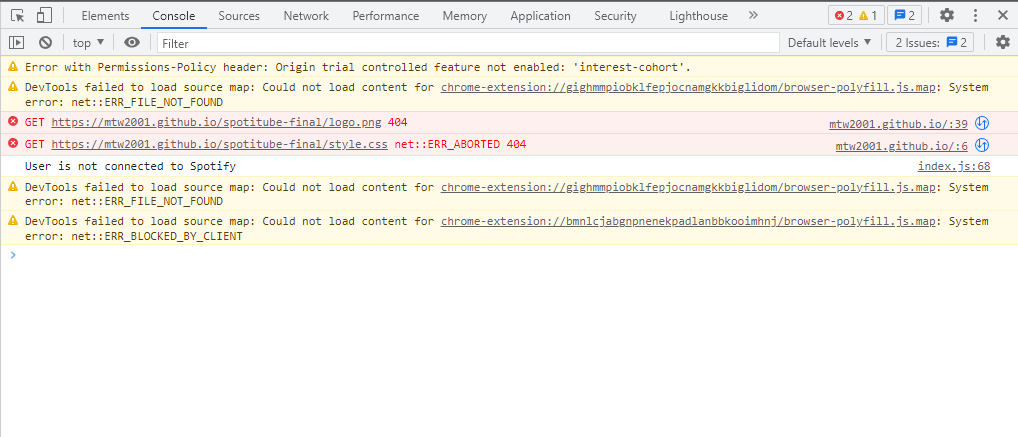 Elements Console Sources Network Performance Memory Application Security Lighthouse » 2 1 2
top ▼ Filter Default levels ▼ 2 Issues: 2
Error with Permissions-Policy header: Origin trial controlled feature not enabled: 'interest-cohort'.
DevTools failed to load source map: Could not load content for chrome-extension://gighmmpiobklfepjocnamgkkbiglidom/browser-polyfill.js.map: System
error: net::ERR_FILE_NOT_FOUND
GET https://mtw2001.github.io/spotitube-final/logo.png 404 mtw2001.github.io/:39
GET https://mtw2001.github.io/spotitube-final/style.css net::ERR_ABORTED 404 mtw2001.github.io/:6
User is not connected to Spotify index.js:68
DevTools failed to load source map: Could not load content for chrome-extension://gighmmpiobklfepjocnamgkkbiglidom/browser-polyfill.js.map: System
error: net::ERR_FILE_NOT_FOUND
DevTools failed to load source map: Could not load content for chrome-extension://bmnlcjabgnpnenekpadlanbbkooimhnj/browser-polyfill.js.map: System
error: net::ERR_BLOCKED_BY_CLIENT